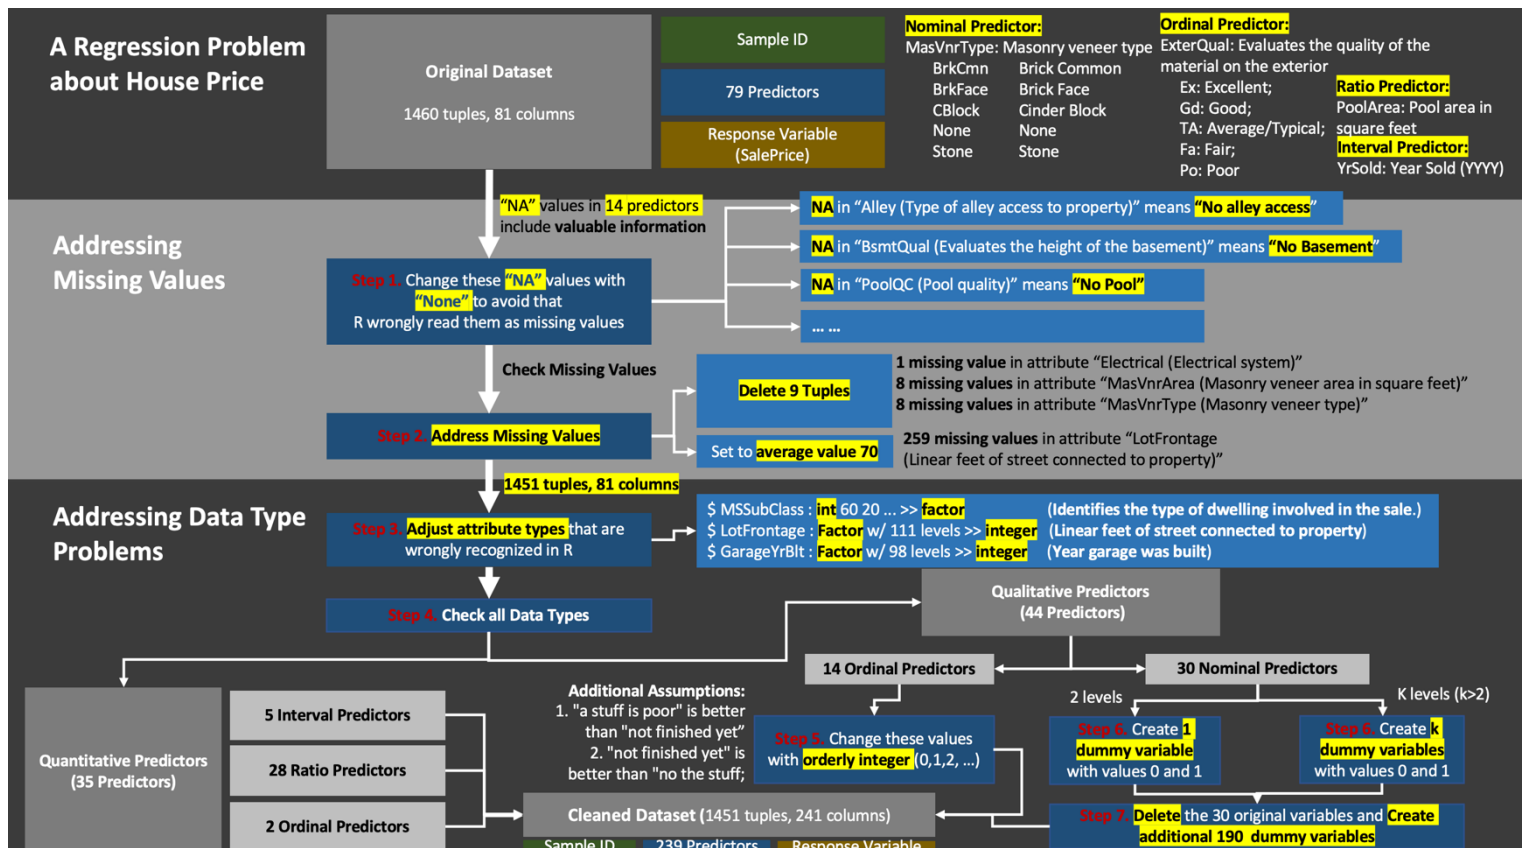 A Regression Problem
about House Price
Original Dataset
1460 tuples, 81 columns
Sample ID
79 Predictors
Response Variable
(SalePrice)
Nominal Predictor:
MasVnrType: Masonry veneer type
BrkCmn Brick Common
BrkFace Brick Face
CBlock Cinder Block
None None
Stone Stone
Ordinal Predictor:
ExterQual: Evaluates the quality of the
material on the exterior
Ex: Excellent;
Gd: Good;
TA: Average/Typical;
Fa: Fair;
Po: Poor
Ratio Predictor:
PoolArea: Pool area in
square feet
Interval Predictor:
YrSold: Year Sold (YYYY)
Addressing
Missing Values
“NA” values in 14 predictors
include valuable information
Step 1. Change these “NA” values with
“None” to avoid that
R wrongly read them as missing values
NA in “Alley (Type of alley access to property)” means “No alley access”
NA in “BsmtQual (Evaluates the height of the basement)” means “No Basement”
NA in “PoolQC (Pool quality)” means “No Pool”
... ...
Check Missing Values
Step 2. Address Missing Values
Delete 9 Tuples
1 missing value in attribute “Electrical (Electrical system)”
8 missing values in attribute “MasVnrArea (Masonry veneer area in square feet)”
8 missing values in attribute “MasVnrType (Masonry veneer type)”
Set to average value 70
259 missing values in attribute “LotFrontage
(Linear feet of street connected to property)”
1451 tuples, 81 columns
Addressing Data Type
Problems
Step 3. Adjust attribute types that are
wrongly recognized in R
$ MSSubClass : int 60 20 ... >> factor (Identifies the type of dwelling involved in the sale.)
$ LotFrontage : Factor w/ 111 levels >> integer (Linear feet of street connected to property)
$ GarageYrBlt : Factor w/ 98 levels >> integer (Year garage was built)
Step 4. Check all Data Types
Qualitative Predictors
(44 Predictors)
14 Ordinal Predictors
30 Nominal Predictors
2 levels
K levels (k>2)
Quantitative Predictors
(35 Predictors)
5 Interval Predictors
28 Ratio Predictors
2 Ordinal Predictors
Additional Assumptions:
1. "a stuff is poor" is better
than "not finished yet”
2. "not finished yet" is
better than "no the stuff;
Step 5. Change these values
with orderly integer (0,1,2, ...)
Step 6. Create 1
dummy variable
with values 0 and 1
Step 6. Create k
dummy variables
with values 0 and 1
Step 7. Delete the 30 original variables and Create
additional 190 dummy variables
Cleaned Dataset (1451 tuples, 241 columns)
Sample ID
239 Predictors
Response Variable